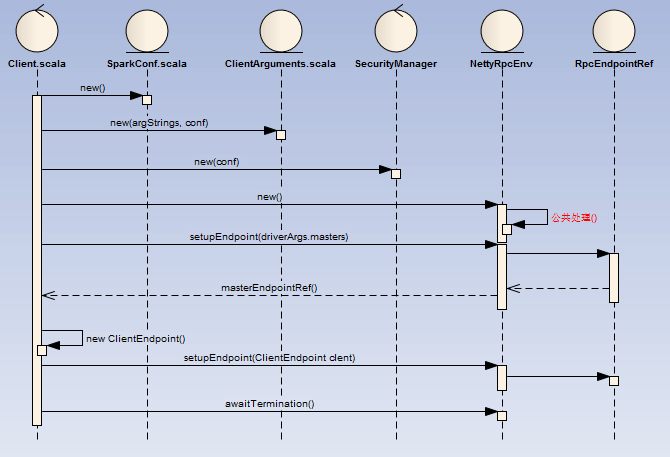 Client.scala
SparkConf.scala
ClientArguments.scala
SecurityManager
NettyRpcEnv
RpcEndpointRef
new()
new(argStrings, conf)
new(conf)
new()
公共处理()
setupEndpoint(driverArgs.masters)
masterEndpointRef()
new ClientEndpoint()
setupEndpoint(ClientEndpoint clent)
awaitTermination()